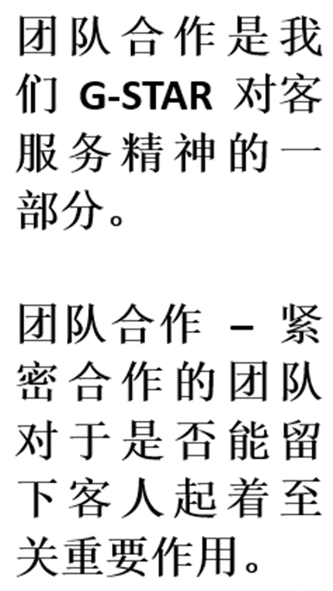 团队合作是我
们 G-STAR 对客
服务精神的一
部分。
团队合作 – 紧
密合作的团队
对于是否能留
下客人起着至
关重要作用。